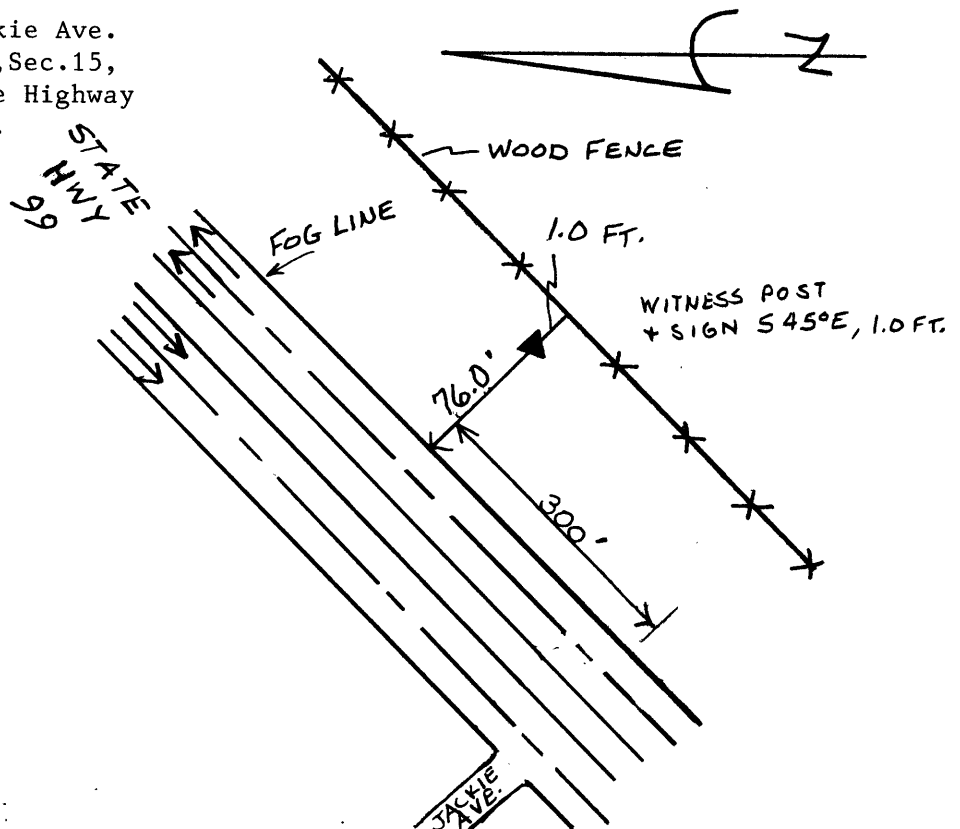 kie Ave.
,Sec.15,
e Highway
STATE
HWY
99
WOOD FENCE
FOG LINE
1.0 FT.
WITNESS POST
+ SIGN S 45°E, 1.0 FT.
76.0'
300'
JACKIE
AVE.
N